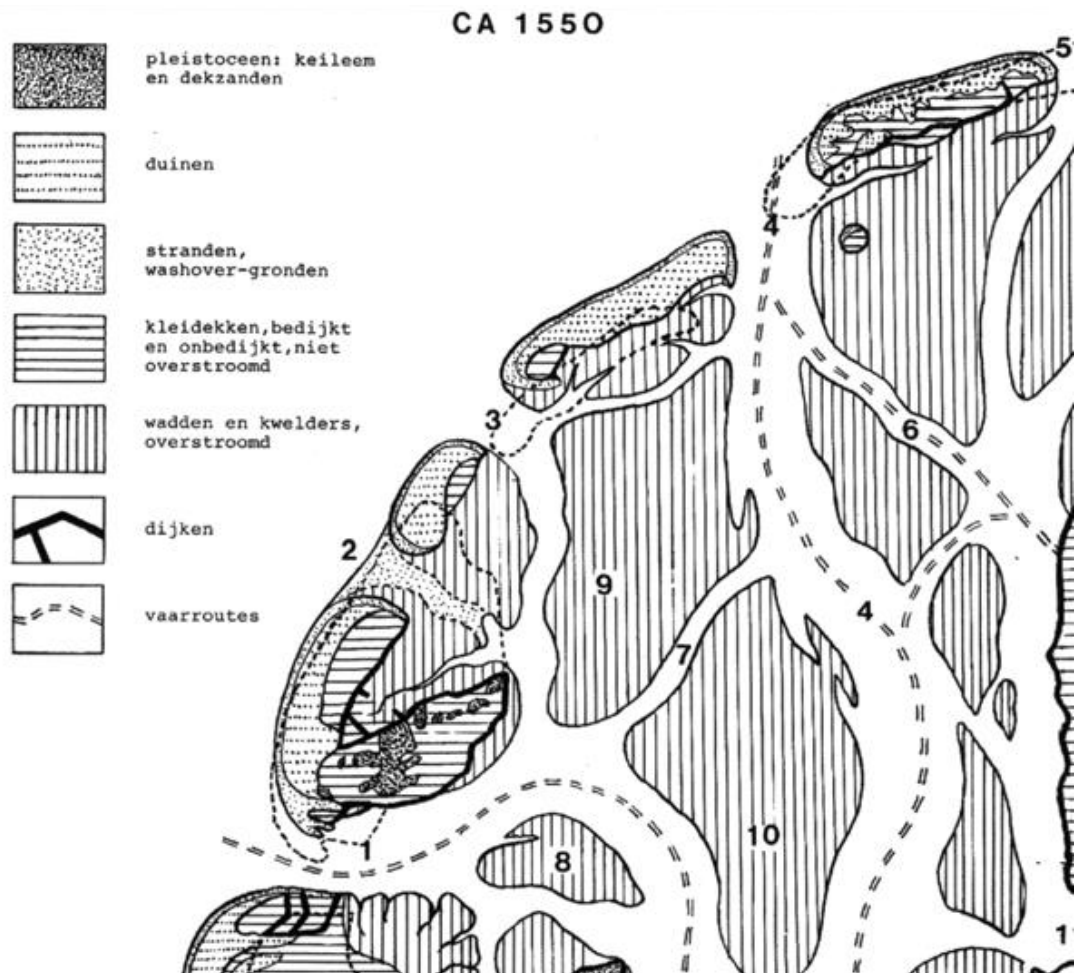 CA 1550
pleistoceen: keileem
en dekzanden
duinen
stranden,
washover-gronden
kleidekken,bedijkt
en onbedijkt,niet
overstroomd
wadden en kwelders,
overstroomd
dijken
vaarroutes
5
4
3
6
2
9
4
7
1
8
10